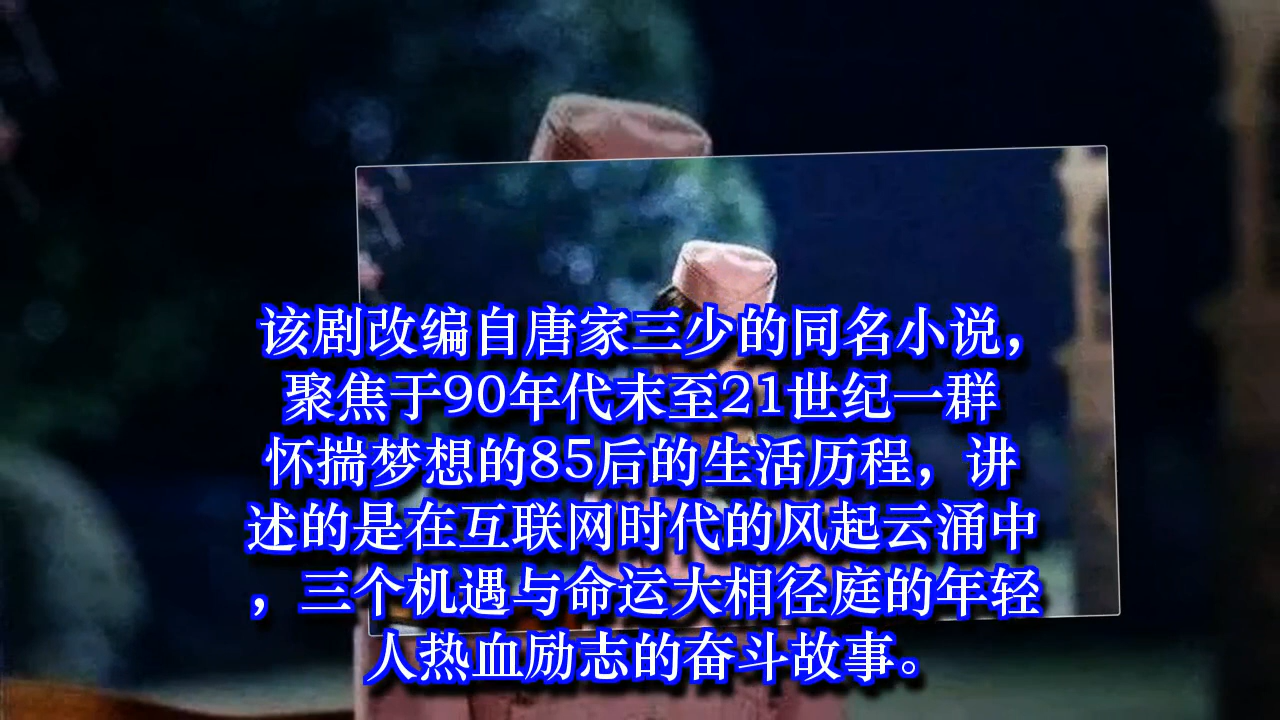 该剧改编自唐家三少的同名小说，
聚焦于90年代末至21世纪一群
怀揣梦想的85后的生活历程，讲
述的是在互联网时代的风起云涌中
，三个机遇与命运大相径庭的年轻
人热血励志的奋斗故事。